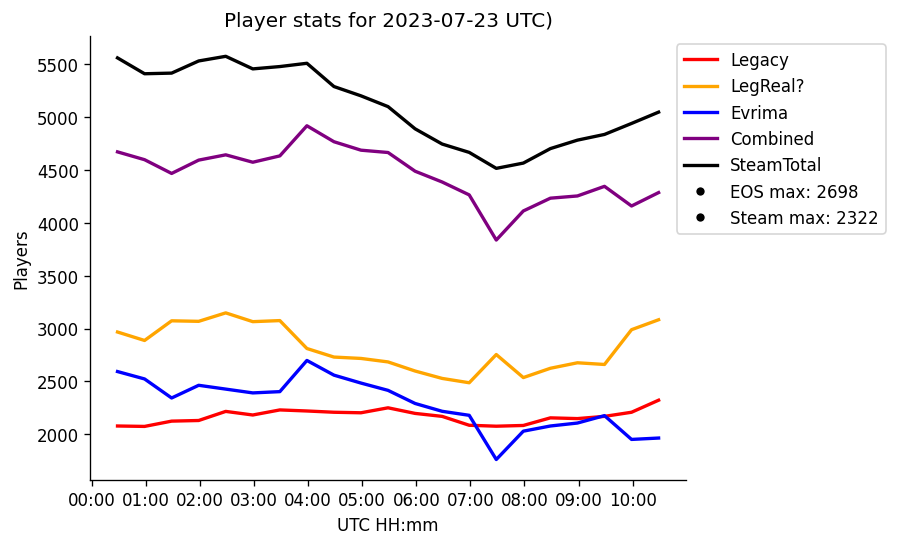 Player stats for 2023-07-23 UTC)
Legacy
LegReal?
Evrima
Combined
SteamTotal
EOS max: 2698
Steam max: 2322
Players
5500
5000
4500
4000
3500
3000
2500
2000
00:00 01:00 02:00 03:00 04:00 05:00 06:00 07:00 08:00 09:00 10:00
UTC HH:mm